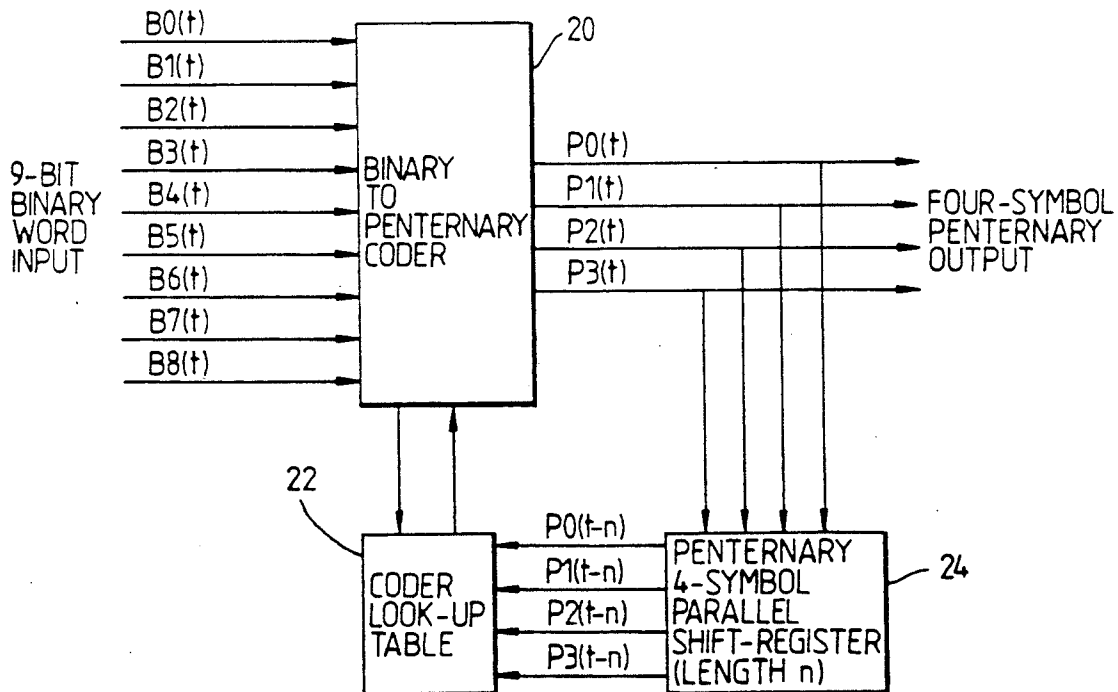 B0(t)
B1(t)
B2(t)
B3(t)
B4(t)
B5(t)
B6(t)
B7(t)
B8(t)
9-BIT
BINARY
WORD
INPUT
20
BINARY
TO
PENTERNARY
CODER
P0(t)
P1(t)
P2(t)
P3(t)
FOUR-SYMBOL
PENTERNARY
OUTPUT
22
CODER
LOOK-UP
TABLE
P0(t-n)
P1(t-n)
P2(t-n)
P3(t-n)
PENTERNARY
4-SYMBOL
PARALLEL
SHIFT-REGISTER
(LENGTH n)
24